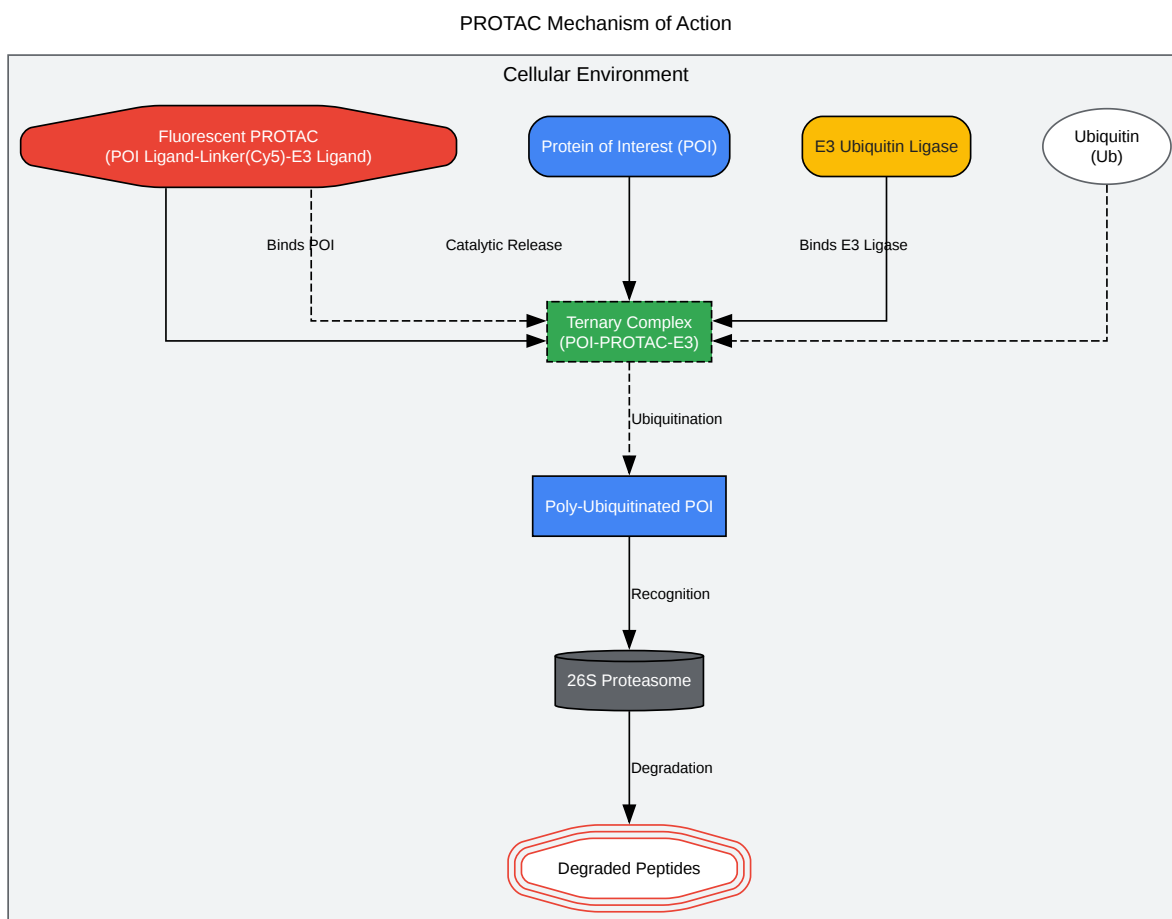 PROTAC Mechanism of Action
Cellular Environment
Fluorescent PROTAC
(POI Ligand-Linker(Cy5)-E3 Ligand)
Protein of Interest (POI)
E3 Ubiquitin Ligase
Ubiquitin
(Ub)
Binds POI
Catalytic Release
Binds E3 Ligase
Ternary Complex
(POI-PROTAC-E3)
Ubiquitination
Poly-Ubiquitinated POI
Recognition
26S Proteasome
Degradation
Degraded Peptides